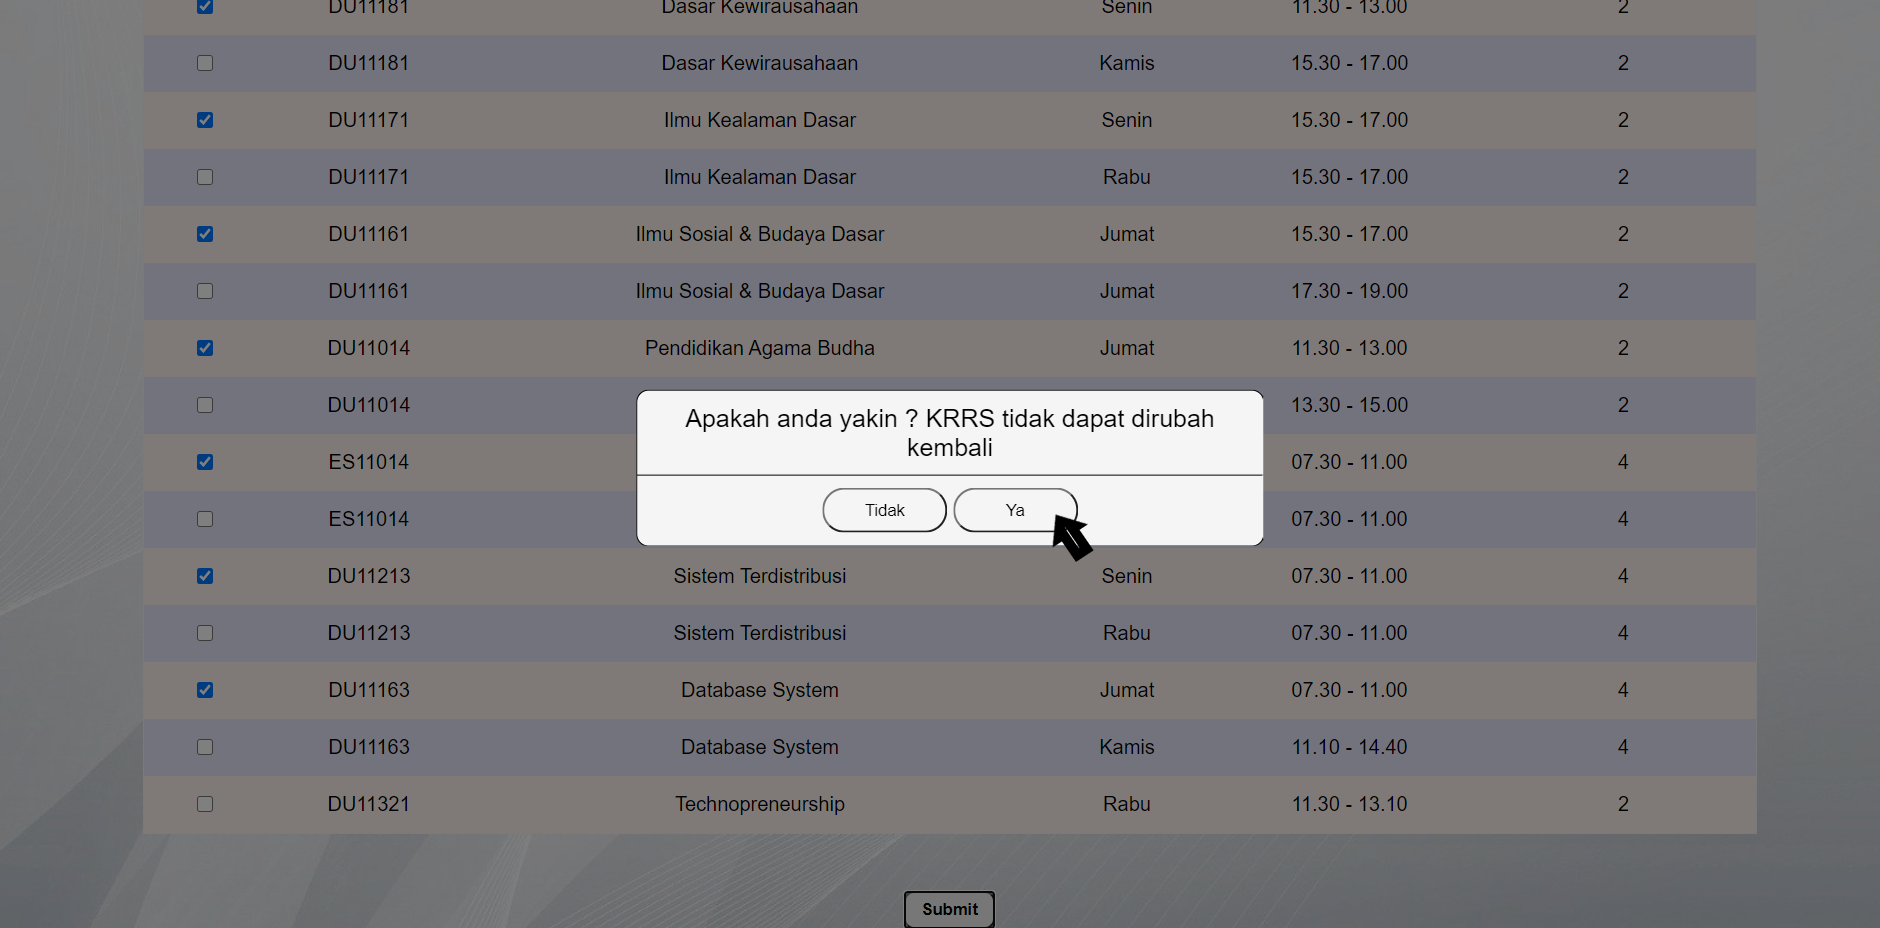 DU11181 Dasar Kewirausahaan Senin 11.30 - 13.00 2
DU11181 Dasar Kewirausahaan Kamis 15.30 - 17.00 2
DU11171 Ilmu Kealaman Dasar Senin 15.30 - 17.00 2
DU11171 Ilmu Kealaman Dasar Rabu 15.30 - 17.00 2
DU11161 Ilmu Sosial & Budaya Dasar Jumat 15.30 - 17.00 2
DU11161 Ilmu Sosial & Budaya Dasar Jumat 17.30 - 19.00 2
DU11014 Pendidikan Agama Budha Jumat 11.30 - 13.00 2
DU11014 13.30 - 15.00 2
Apakah anda yakin ? KRRS tidak dapat dirubah
kembali
ES11014 07.30 - 11.00 4
Tidak Ya
ES11014 07.30 - 11.00 4
DU11213 Sistem Terdistribusi Senin 07.30 - 11.00 4
DU11213 Sistem Terdistribusi Rabu 07.30 - 11.00 4
DU11163 Database System Jumat 07.30 - 11.00 4
DU11163 Database System Kamis 11.10 - 14.40 4
DU11321 Technopreneurship Rabu 11.30 - 13.10 2
Submit